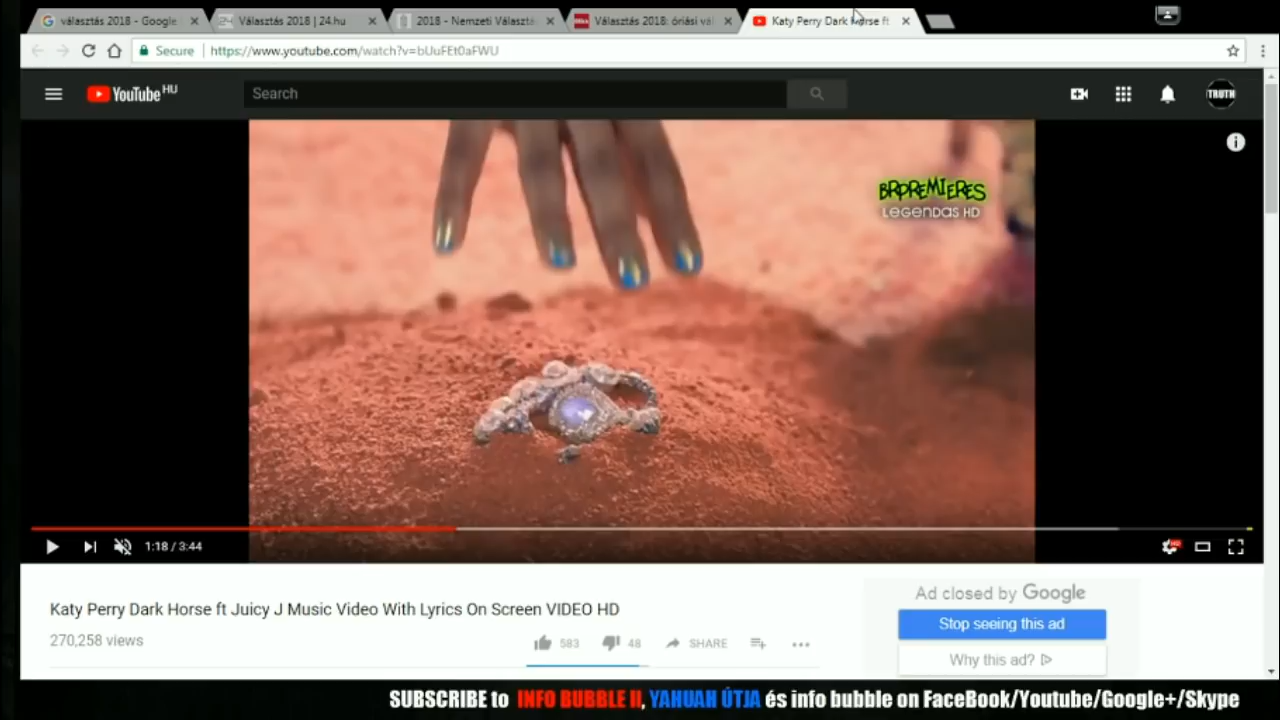 választás 2018 - Google
24 Választás 2018 | 24.hu
2018 - Nemzeti Választá
Választás 2018: óriási vá
Katy Perry Dark Horse ft
Secure
https://www.youtube.com/watch?v=bUuFEt0aFWU
YouTube HU
Search
TRUTH
BRPREMIERES
LEGENDAS HD
1:18 / 3:44
HD
Katy Perry Dark Horse ft Juicy J Music Video With Lyrics On Screen VIDEO HD
270,258 views
583
48
SHARE
Ad closed by Google
Stop seeing this ad
Why this ad?
SUBSCRIBE to INFO BUBBLE II, YAHUAH ÚTJA és info bubble on FaceBook/Youtube/Google+/Skype